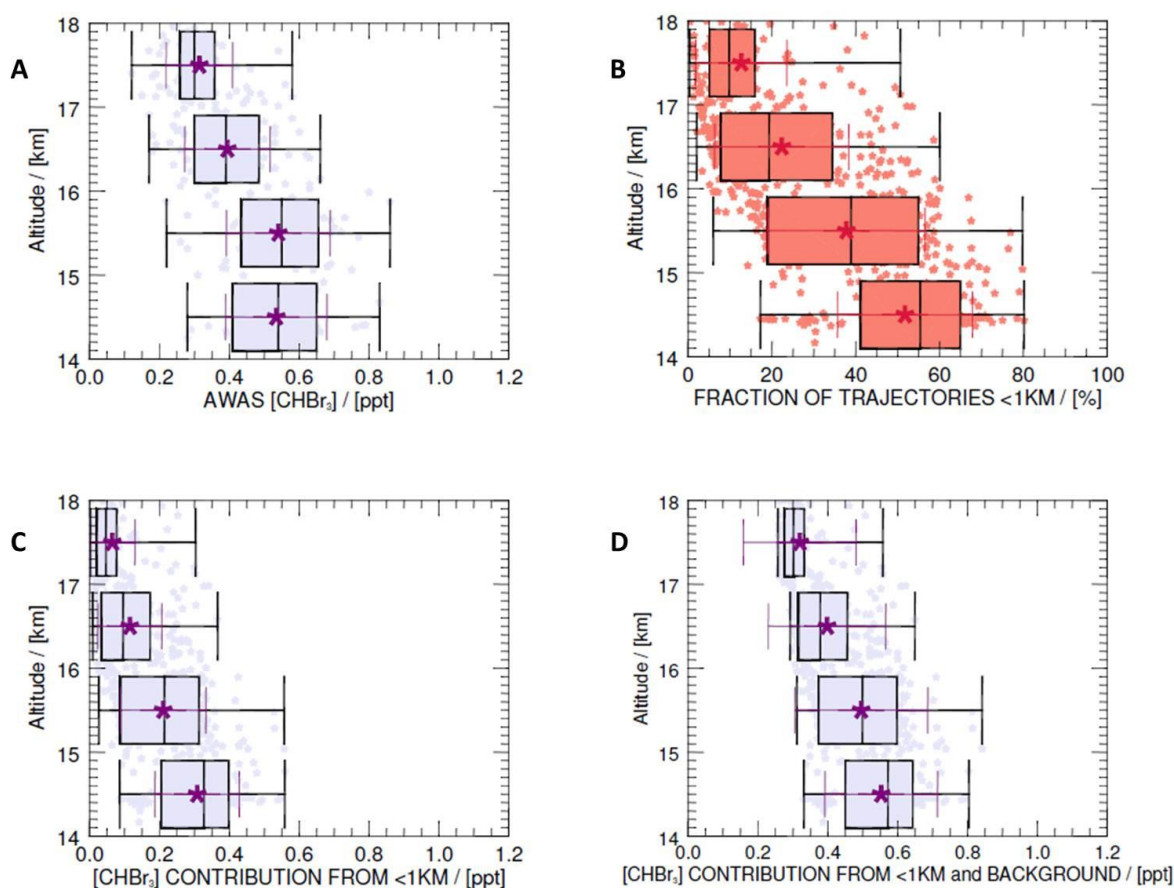 A
18
17
16
15
14
Altitude / [km]
0.0 0.2 0.4 0.6 0.8 1.0 1.2
AWAS [CHBr₃] / [ppt]
B
18
17
16
15
14
Altitude / [km]
0 20 40 60 80 100
FRACTION OF TRAJECTORIES <1KM / [%]
C
18
17
16
15
14
Altitude / [km]
0.0 0.2 0.4 0.6 0.8 1.0 1.2
[CHBr₃] CONTRIBUTION FROM <1KM / [ppt]
D
18
17
16
15
14
Altitude / [km]
0.0 0.2 0.4 0.6 0.8 1.0 1.2
[CHBr₃] CONTRIBUTION FROM <1KM and BACKGROUND / [ppt]